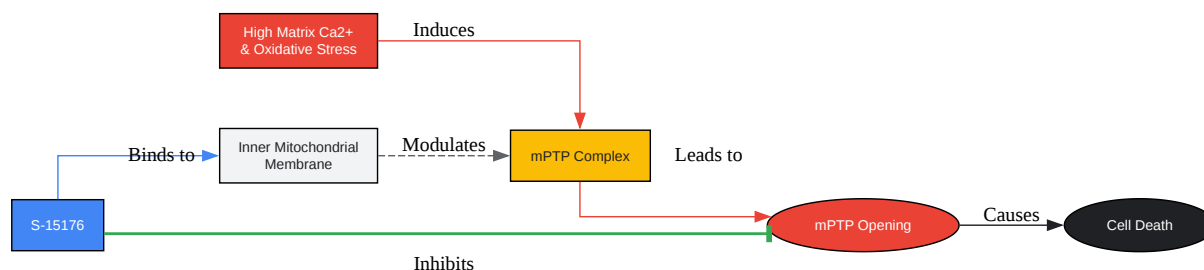 High Matrix Ca2+
& Oxidative Stress
Induces
Binds to
Inner Mitochondrial
Membrane
Modulates
mPTP Complex
Leads to
S-15176
mPTP Opening
Causes
Cell Death
Inhibits